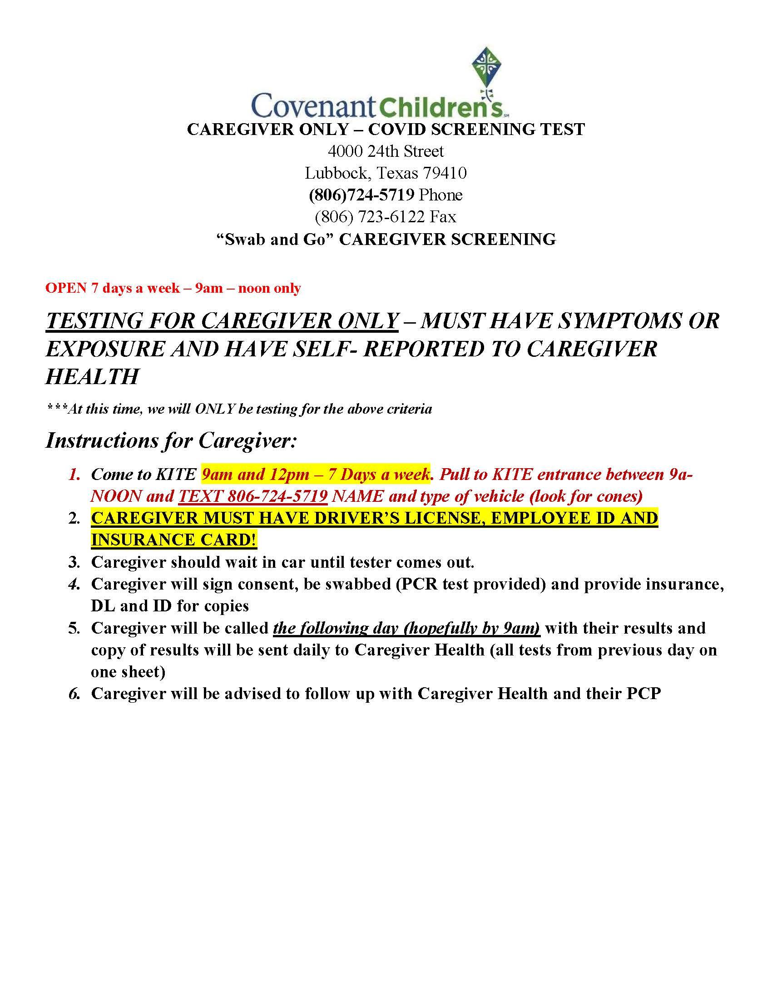 Covenant Children's SM
CAREGIVER ONLY – COVID SCREENING TEST
4000 24th Street
Lubbock, Texas 79410
(806)724-5719 Phone
(806) 723-6122 Fax
“Swab and Go” CAREGIVER SCREENING
OPEN 7 days a week – 9am – noon only
TESTING FOR CAREGIVER ONLY – MUST HAVE SYMPTOMS OR
EXPOSURE AND HAVE SELF- REPORTED TO CAREGIVER
HEALTH
***At this time, we will ONLY be testing for the above criteria
Instructions for Caregiver:
1. Come to KITE 9am and 12pm – 7 Days a week. Pull to KITE entrance between 9a-
NOON and TEXT 806-724-5719 NAME and type of vehicle (look for cones)
2. CAREGIVER MUST HAVE DRIVER’S LICENSE, EMPLOYEE ID AND
INSURANCE CARD!
3. Caregiver should wait in car until tester comes out.
4. Caregiver will sign consent, be swabbed (PCR test provided) and provide insurance,
DL and ID for copies
5. Caregiver will be called the following day (hopefully by 9am) with their results and
copy of results will be sent daily to Caregiver Health (all tests from previous day on
one sheet)
6. Caregiver will be advised to follow up with Caregiver Health and their PCP